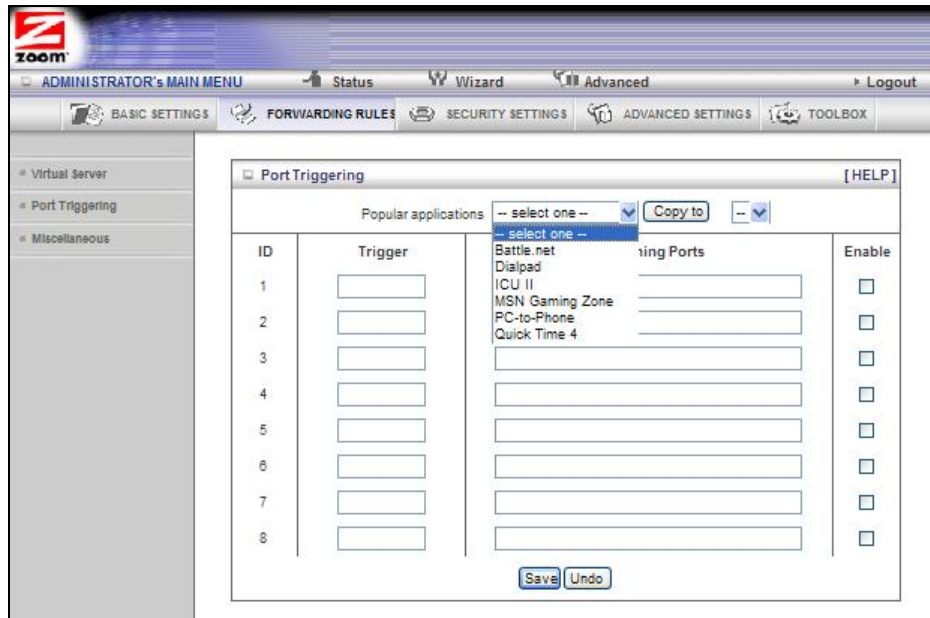 zoom
ADMINISTRATOR's MAIN MENU Status Wizard Advanced Logout
BASIC SETTINGS FORWARDING RULES SECURITY SETTINGS ADVANCED SETTINGS TOOLBOX
Virtual Server
Port Triggering
Miscellaneous
Port Triggering [HELP]
Popular applications -- select one -- Copy to --
-- select one --
Battle.net
Dialpad
ICU II
MSN Gaming Zone
PC-to-Phone
Quick Time 4
ID Trigger Ports Enable
1
2
3
4
5
6
7
8
Save Undo